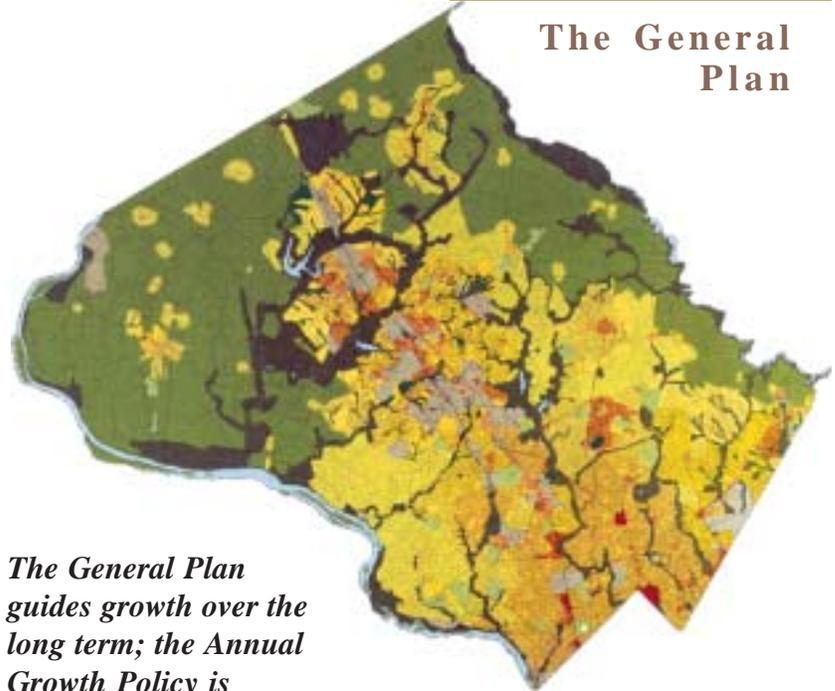 The General
Plan
The General Plan
guides growth over the
long term; the Annual
Growth Policy is